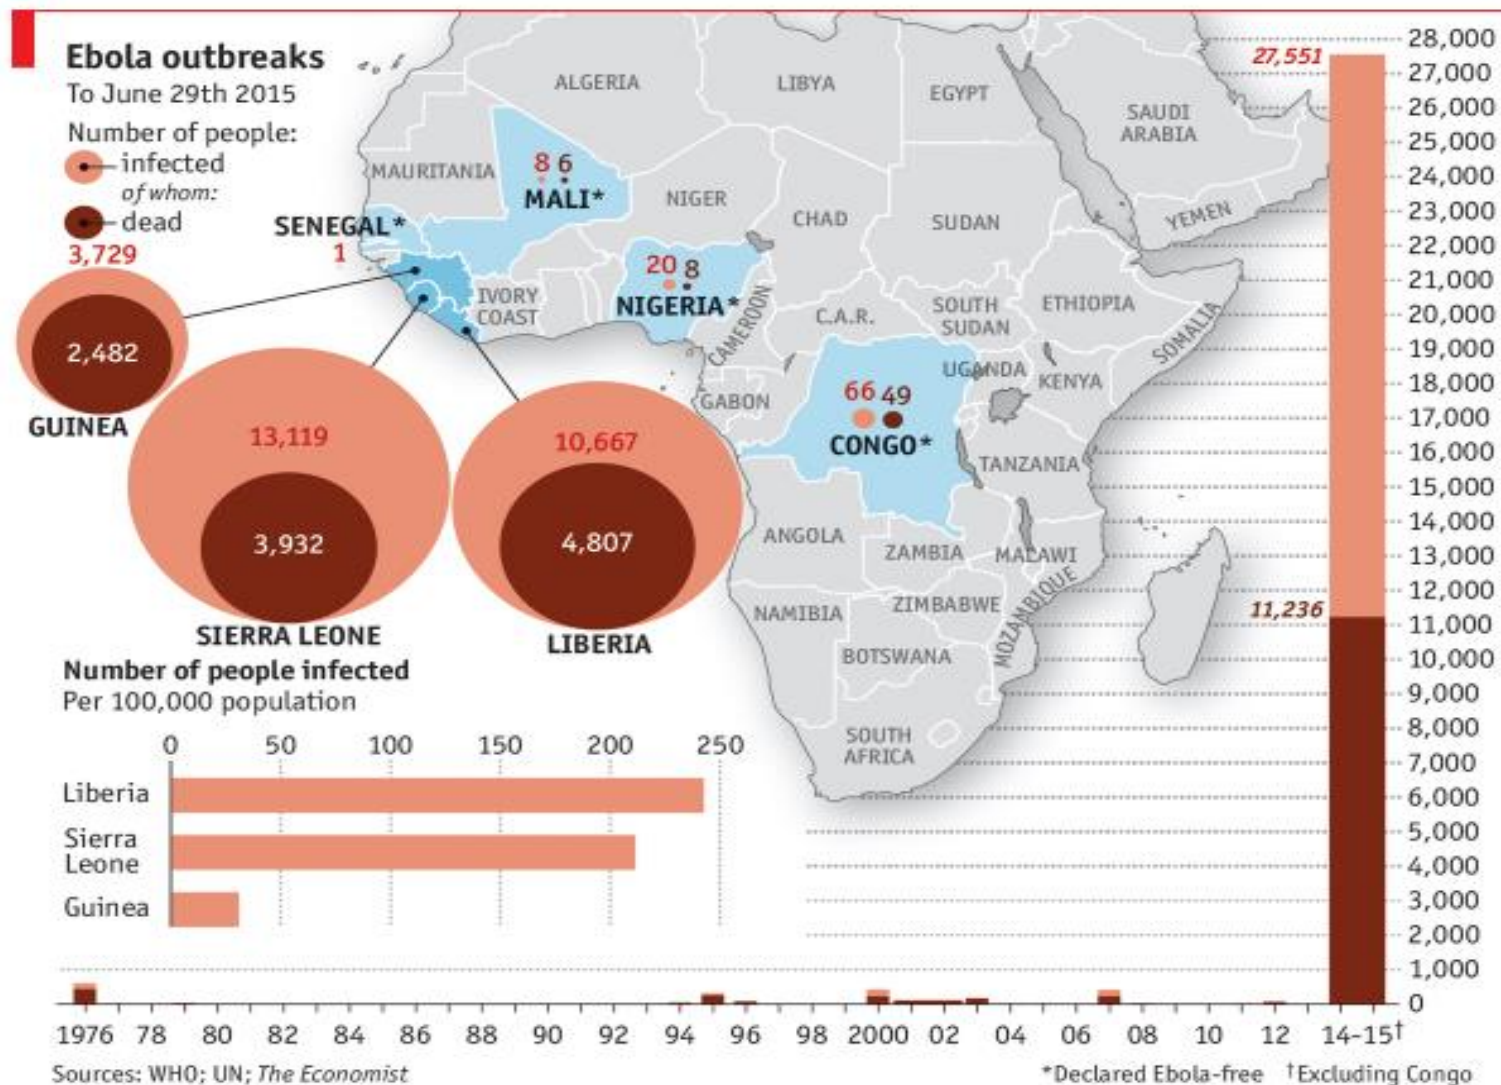 Ebola outbreaks
To June 29th 2015
Number of people:
infected
of whom:
dead
3,729
2,482
GUINEA
13,119
3,932
SIERRA LEONE
10,667
4,807
LIBERIA
SENEGAL*
1
8 6
MALI*
20 8
NIGERIA*
66 49
CONGO*
ALGERIA
LIBYA
EGYPT
SAUDI
ARABIA
MAURITANIA
NIGER
CHAD
SUDAN
YEMEN
IVORY
COAST
CAMEROON
C.A.R.
SOUTH
SUDAN
ETHIOPIA
SOMALIA
UGANDA
KENYA
GABON
TANZANIA
ANGOLA
ZAMBIA
MALAWI
MOZAMBIQUE
NAMIBIA
ZIMBABWE
BOTSWANA
SOUTH
AFRICA
27,551
11,236
28,000
27,000
26,000
25,000
24,000
23,000
22,000
21,000
20,000
19,000
18,000
17,000
16,000
15,000
14,000
13,000
12,000
11,000
10,000
9,000
8,000
7,000
6,000
5,000
4,000
3,000
2,000
1,000
0
Number of people infected
Per 100,000 population
0 50 100 150 200 250
Liberia
Sierra
Leone
Guinea
1976 78 80 82 84 86 88 90 92 94 96 98 2000 02 04 06 08 10 12 14-15†
Sources: WHO; UN; The Economist
*Declared Ebola-free †Excluding Congo